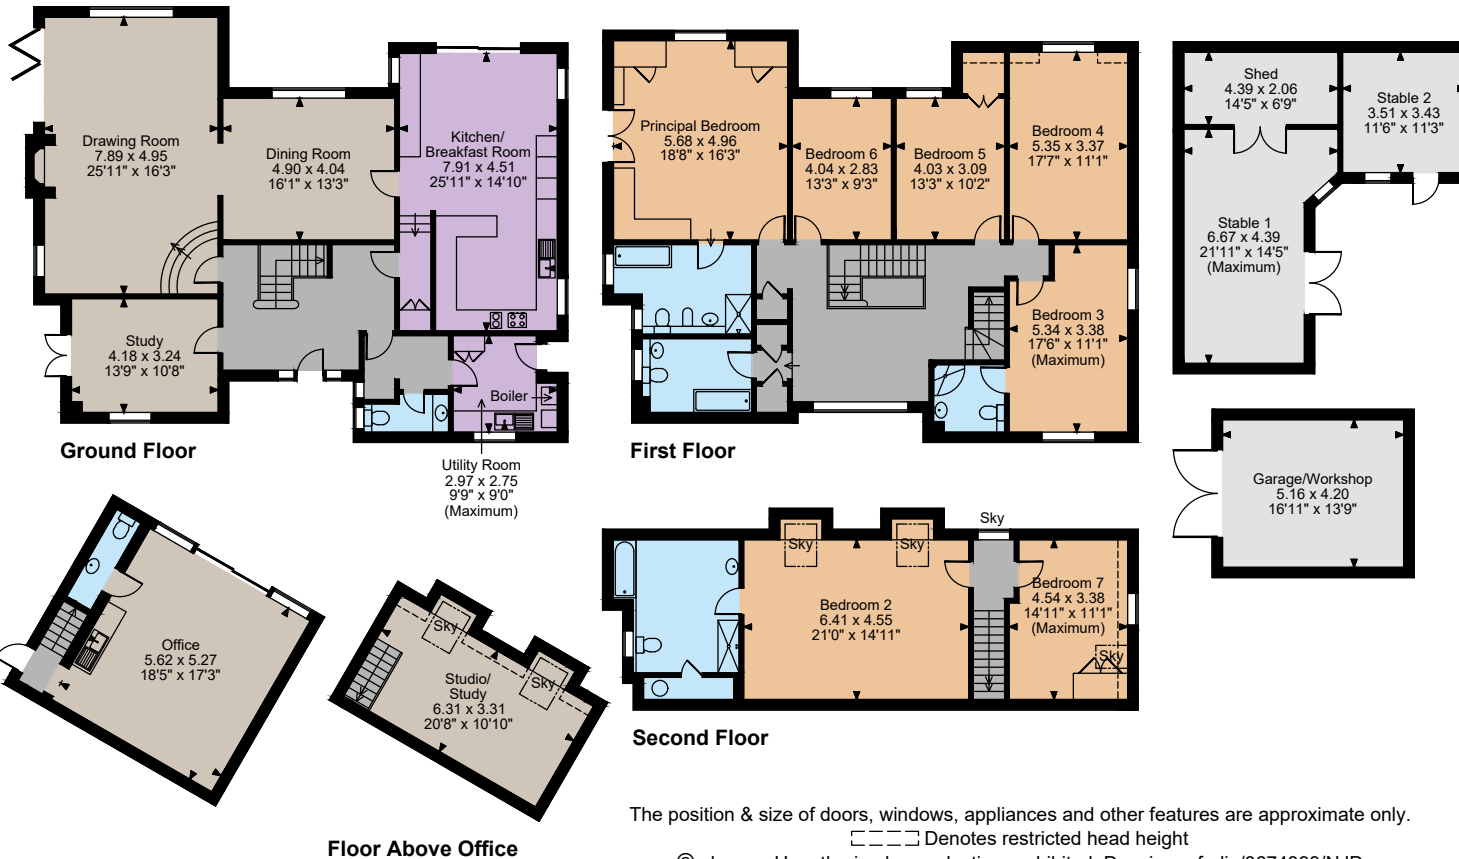 Drawing Room
7.89 x 4.95
25'11" x 16'3"
Dining Room
4.90 x 4.04
16'1" x 13'3"
Kitchen/
Breakfast Room
7.91 x 4.51
25'11" x 14'10"
Study
4.18 x 3.24
13'9" x 10'8"
Boiler
Ground Floor
Utility Room
2.97 x 2.75
9'9" x 9'0"
(Maximum)
Principal Bedroom
5.68 x 4.96
18'8" x 16'3"
Bedroom 6
4.04 x 2.83
13'3" x 9'3"
Bedroom 5
4.03 x 3.09
13'3" x 10'2"
Bedroom 4
5.35 x 3.37
17'7" x 11'1"
Bedroom 3
5.34 x 3.38
17'6" x 11'1"
(Maximum)
First Floor
Shed
4.39 x 2.06
14'5" x 6'9"
Stable 2
3.51 x 3.43
11'6" x 11'3"
Stable 1
6.67 x 4.39
21'11" x 14'5"
(Maximum)
Garage/Workshop
5.16 x 4.20
16'11" x 13'9"
Office
5.62 x 5.27
18'5" x 17'3"
Sky
Sky
Studio/
Study
6.31 x 3.31
20'8" x 10'10"
Floor Above Office
Sky
Sky
Sky
Bedroom 2
6.41 x 4.55
21'0" x 14'11"
Bedroom 7
4.54 x 3.38
14'11" x 11'1"
(Maximum)
Sky
Second Floor
The position & size of doors, windows, appliances and other features are approximate only.
Denotes restricted head height